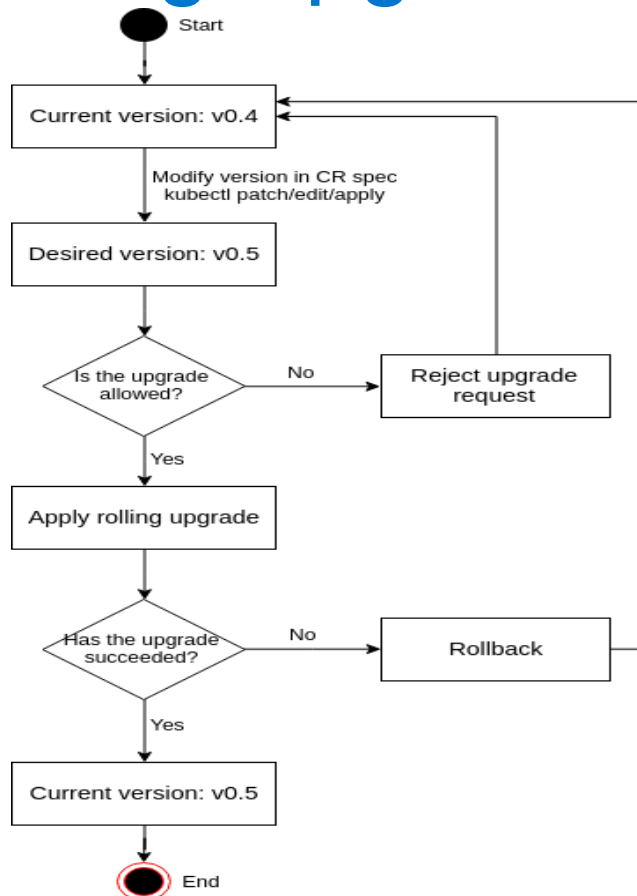 Start
Current version: v0.4
Modify version in CR spec
kubectl patch/edit/apply
Desired version: v0.5
Is the upgrade
allowed?
No
Reject upgrade
request
Yes
Apply rolling upgrade
Has the upgrade
succeeded?
No
Rollback
Yes
Current version: v0.5
End